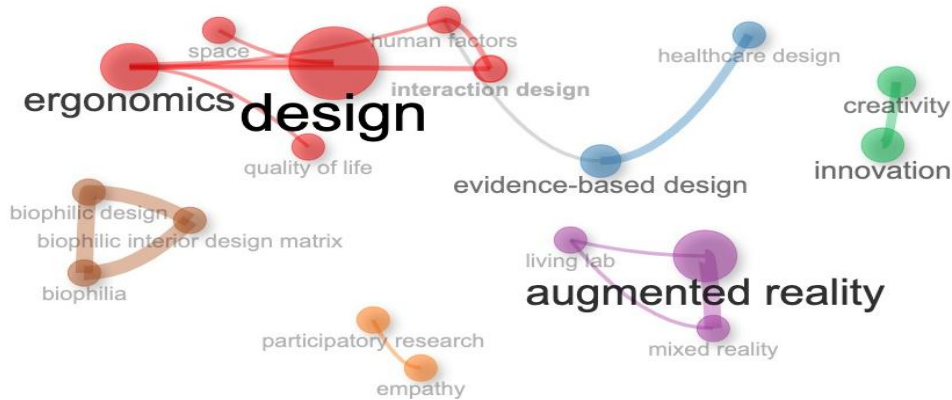 space
human factors
healthcare design
ergonomics
design
interaction design
creativity
quality of life
evidence-based design
innovation
biophilic design
biophilic interior design matrix
biophilia
living lab
augmented reality
participatory research
mixed reality
empathy